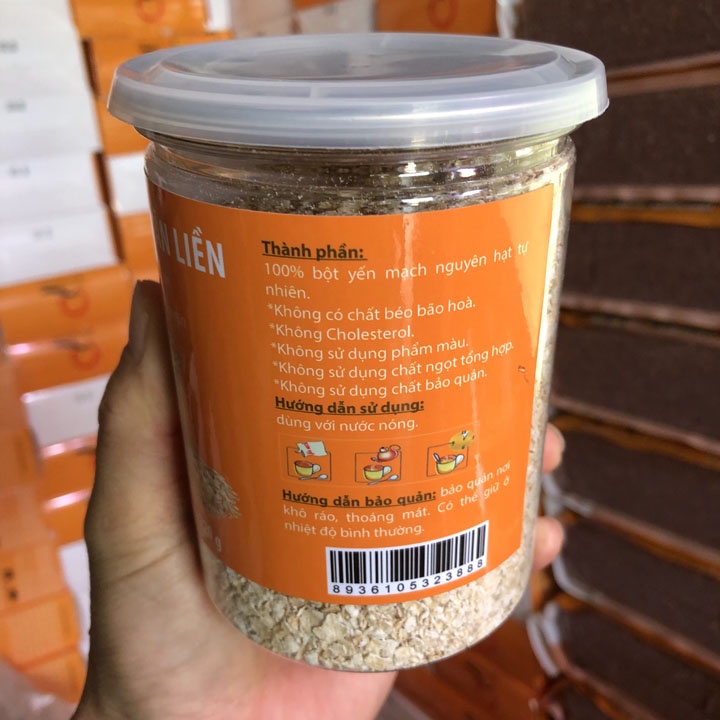 LIỀN
Thành phần:
100% bột yến mạch nguyên hạt tự
nhiên.
*Không có chất béo bão hoà.
*Không Cholesterol.
*Không sử dụng phẩm màu.
*Không sử dụng chất ngọt tổng hợp.
*Không sử dụng chất bảo quản.
Hướng dẫn sử dụng:
dùng với nước nóng.
Hướng dẫn bảo quản: bảo quản nơi
khô ráo, thoáng mát. Có thể giữ ở
nhiệt độ bình thường.
g
8936105323888